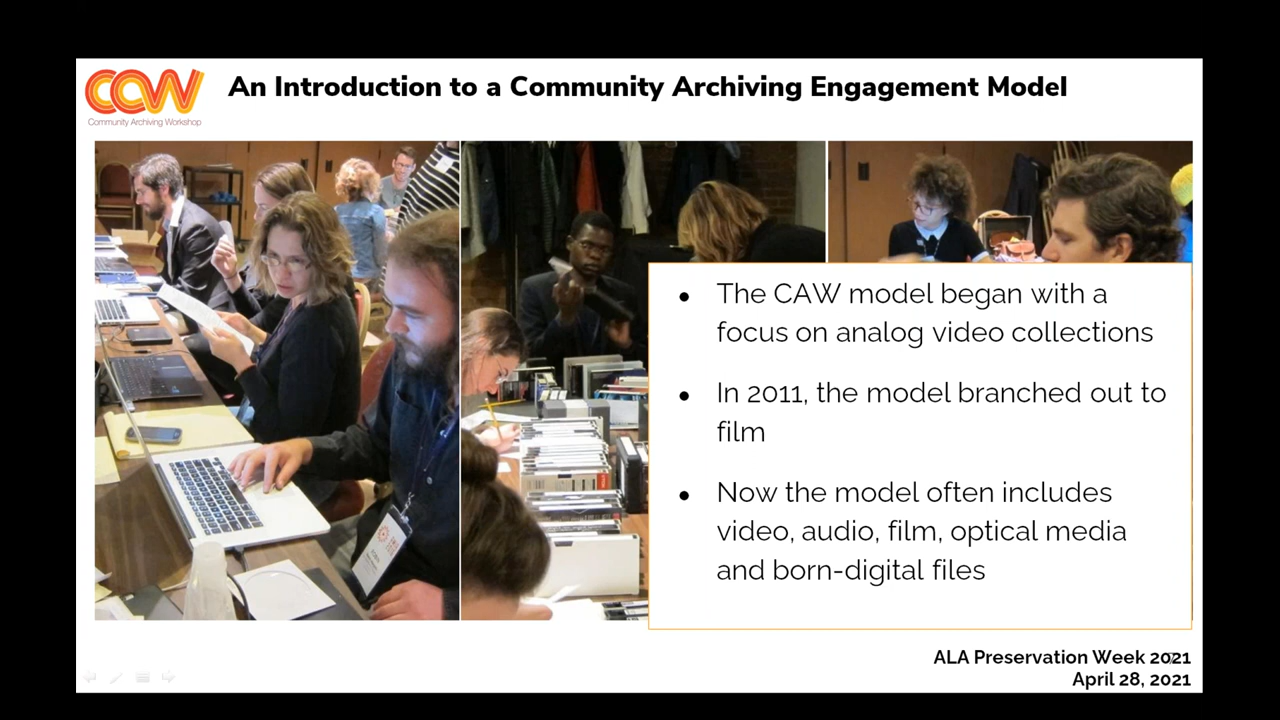 CAW
Community Archiving Workshop
An Introduction to a Community Archiving Engagement Model
• The CAW model began with a
focus on analog video collections
• In 2011, the model branched out to
film
• Now the model often includes
video, audio, film, optical media
and born-digital files
ALA Preservation Week 2021
April 28, 2021